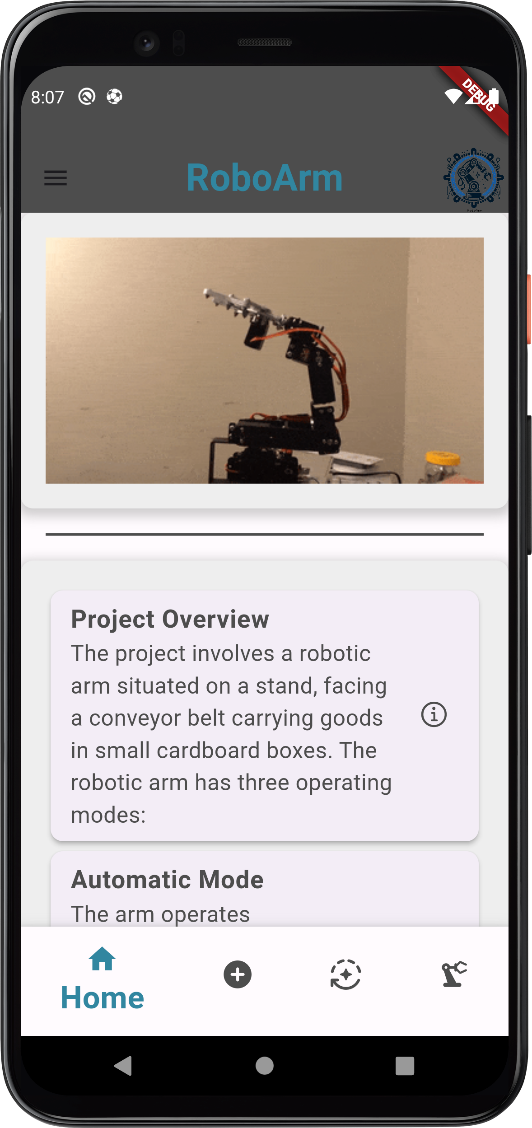 8:07
DEBUG
RoboArm
Project Overview
The project involves a robotic
arm situated on a stand, facing
a conveyor belt carrying goods
in small cardboard boxes. The
robotic arm has three operating
modes:
Automatic Mode
The arm operates
Home